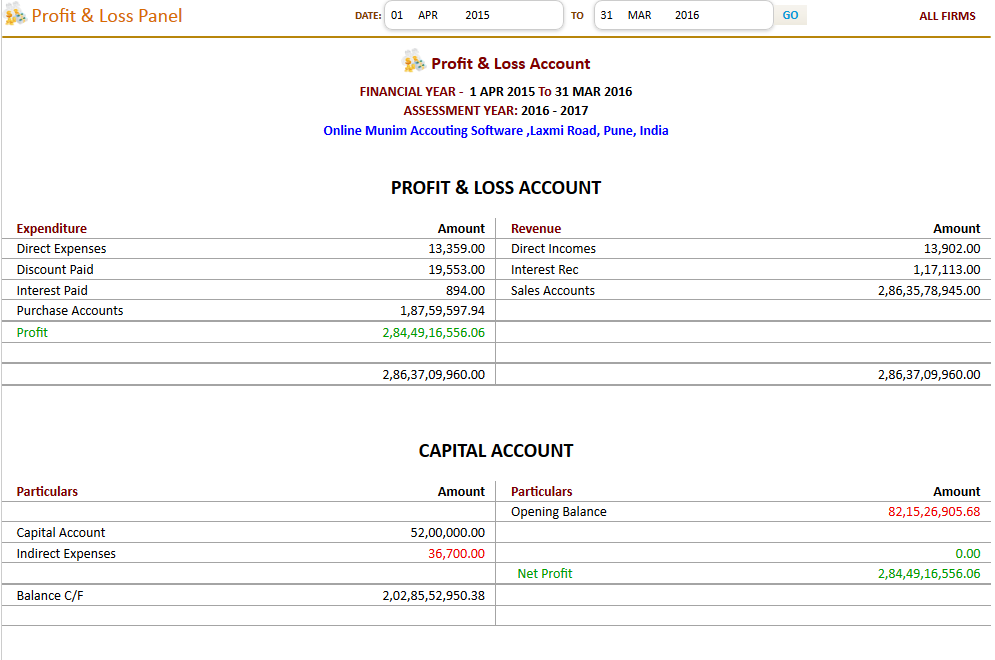 Profit & Loss Panel DATE: 01 APR 2015 TO 31 MAR 2016 GO ALL FIRMS
Profit & Loss Account
FINANCIAL YEAR - 1 APR 2015 To 31 MAR 2016
ASSESSMENT YEAR: 2016 - 2017
Online Munim Accouting Software ,Laxmi Road, Pune, India
PROFIT & LOSS ACCOUNT
Expenditure Amount Revenue Amount
Direct Expenses 13,359.00 Direct Incomes 13,902.00
Discount Paid 19,553.00 Interest Rec 1,17,113.00
Interest Paid 894.00 Sales Accounts 2,86,35,78,945.00
Purchase Accounts 1,87,59,597.94
Profit 2,84,49,16,556.06
2,86,37,09,960.00 2,86,37,09,960.00
CAPITAL ACCOUNT
Particulars Amount Particulars Amount
Opening Balance 82,15,26,905.68
Capital Account 52,00,000.00
Indirect Expenses 36,700.00 0.00
Net Profit 2,84,49,16,556.06
Balance C/F 2,02,85,52,950.38